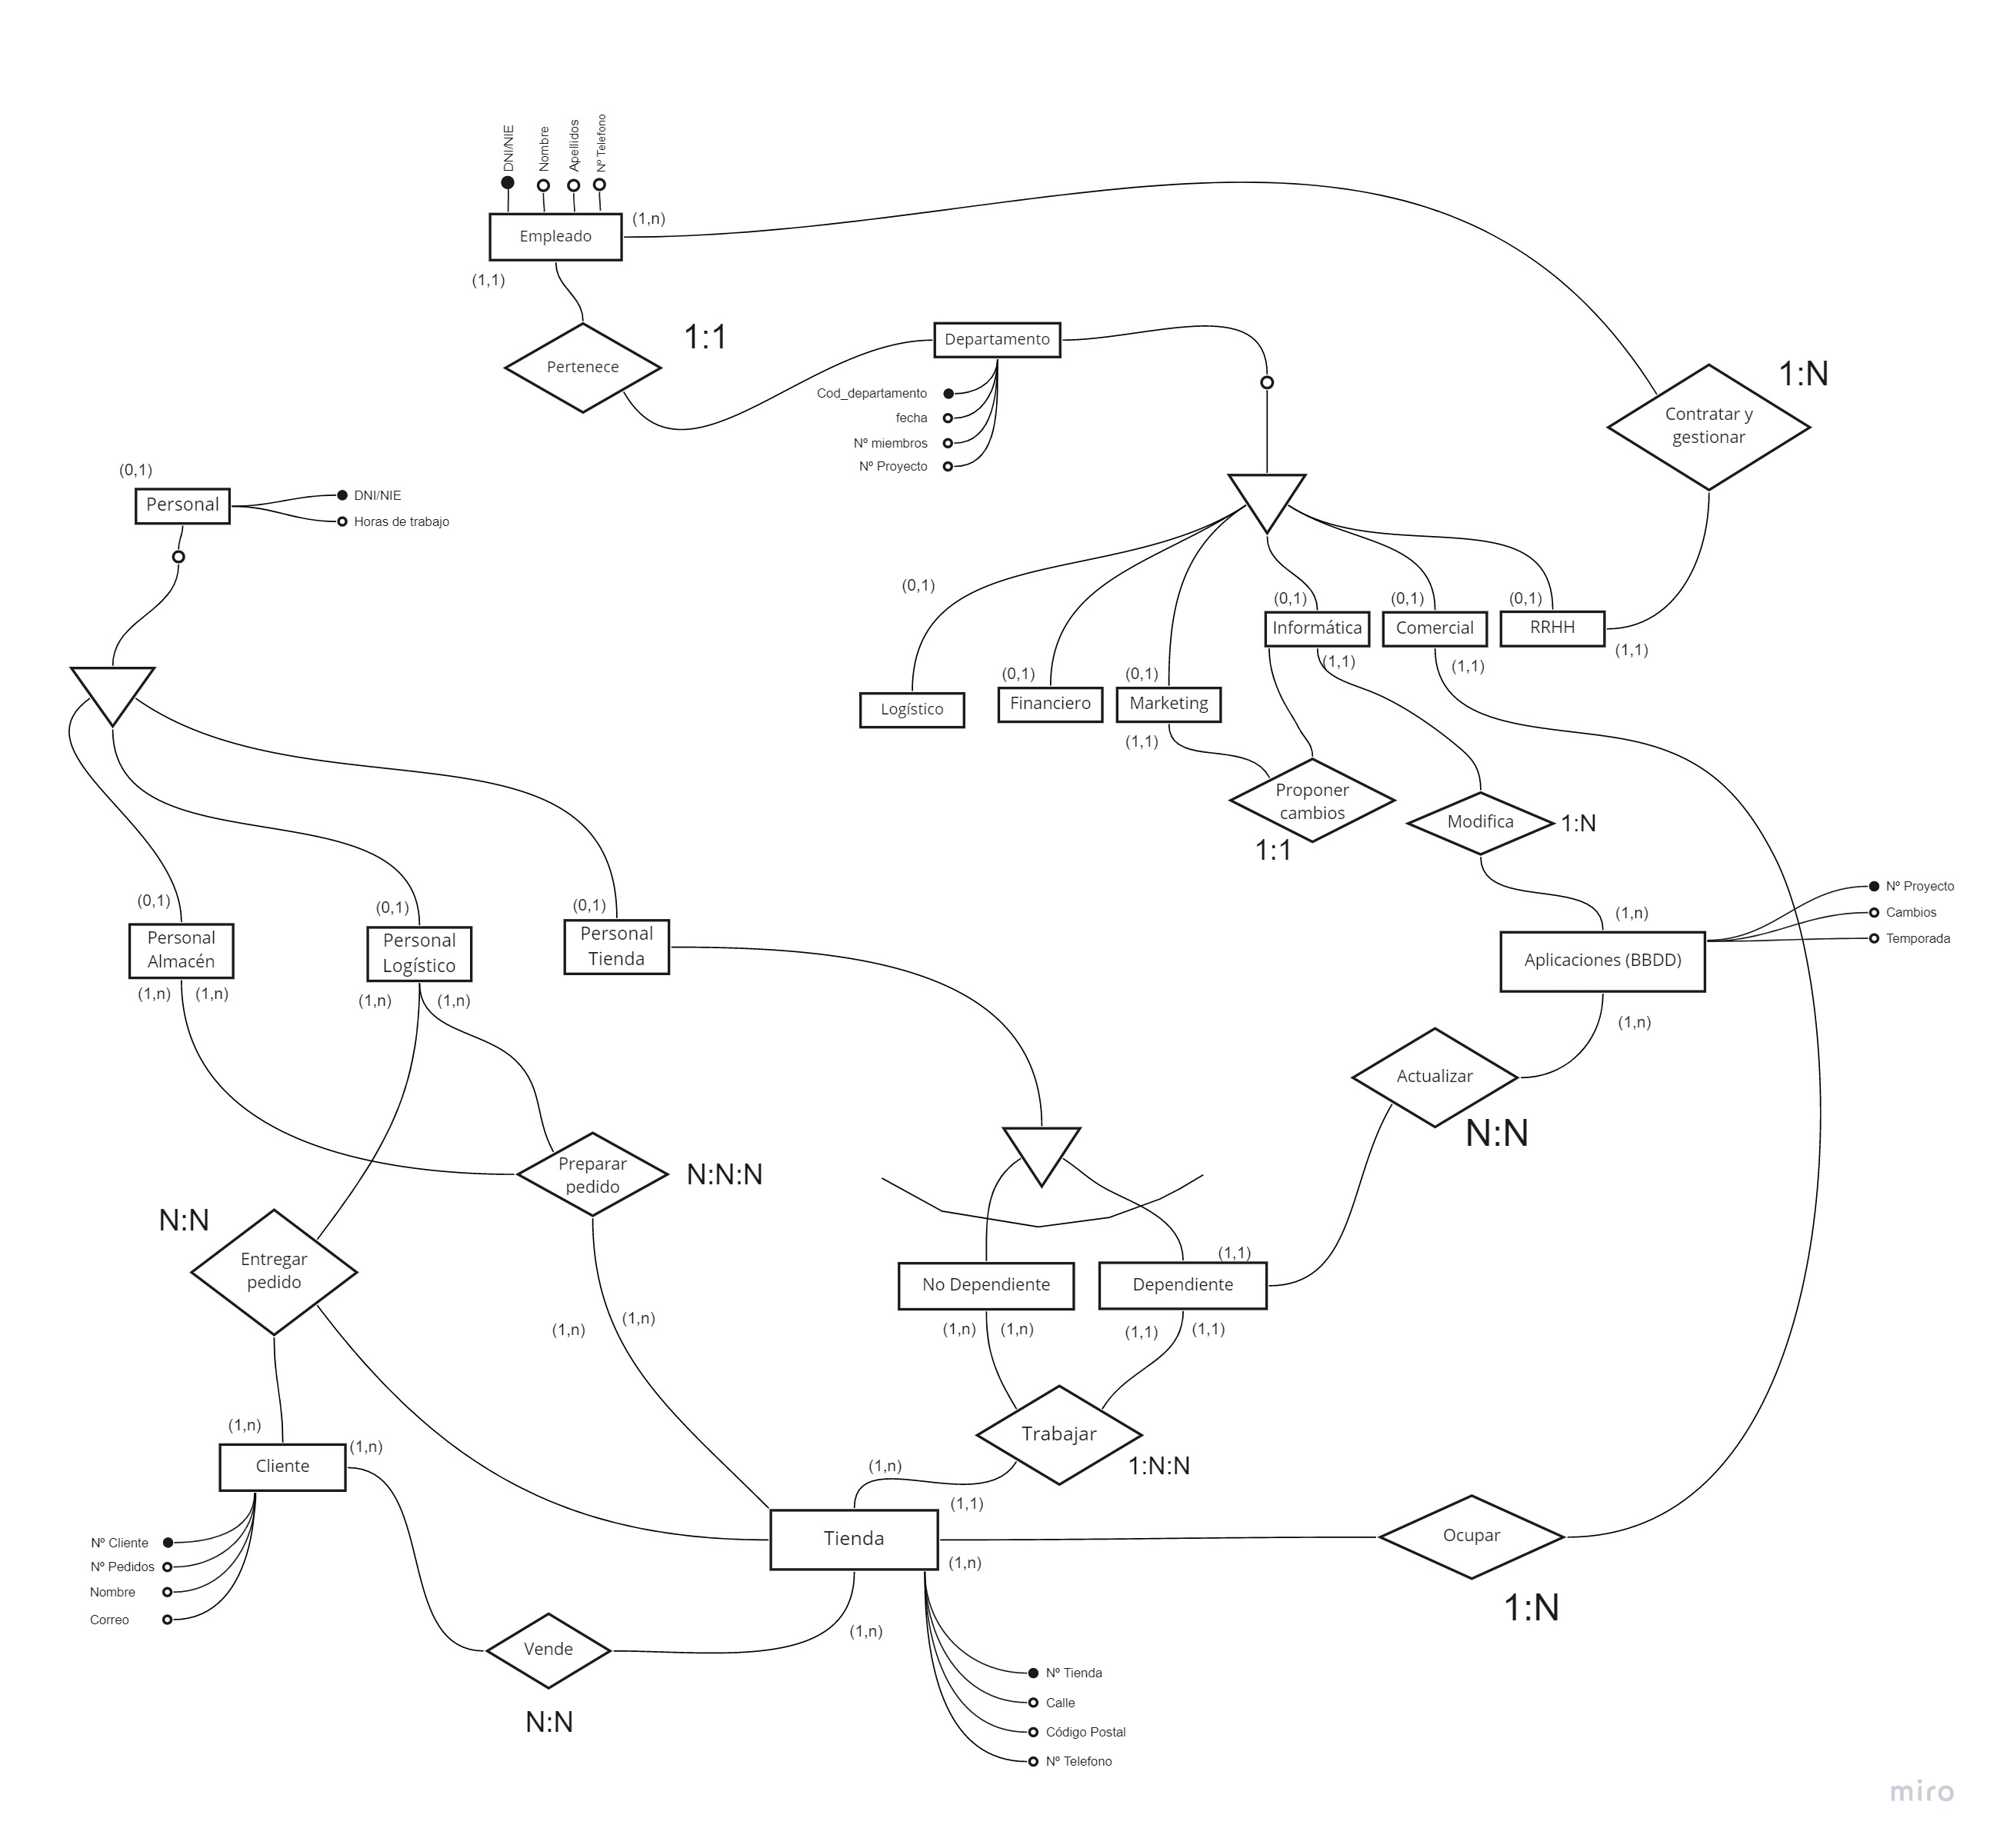 DNI/NIE
Nombre
Apellidos
Nº Telefono
(1,n)
Empleado
(1,1)
1:1
Pertenece
Departamento
Cod_departamento
fecha
Nº miembros
Nº Proyecto
1:N
Contratar y
gestionar
(0,1)
Personal
DNI/NIE
Horas de trabajo
(0,1)
(0,1)
(0,1)
(0,1)
Informática
Comercial
RRHH
(1,1)
(1,1)
(1,1)
(0,1)
(0,1)
Logístico
Financiero
Marketing
(1,1)
Proponer
cambios
1:1
Modifica
1:N
(0,1)
(0,1)
(0,1)
Personal
Almacén
Personal
Logístico
Personal
Tienda
(1,n)
(1,n)
(1,n)
(1,n)
Nº Proyecto
Cambios
Temporada
(1,n)
Aplicaciones (BBDD)
(1,n)
Actualizar
N:N
Preparar
pedido
N:N:N
N:N
Entregar
pedido
(1,1)
No Dependiente
Dependiente
(1,n)
(1,n)
(1,1)
(1,1)
(1,n)
(1,n)
Trabajar
1:N:N
(1,n)
(1,n)
Cliente
(1,n)
(1,1)
Tienda
(1,n)
Ocupar
1:N
Nº Cliente
Nº Pedidos
Nombre
Correo
(1,n)
Vende
N:N
Nº Tienda
Calle
Código Postal
Nº Telefono
miro